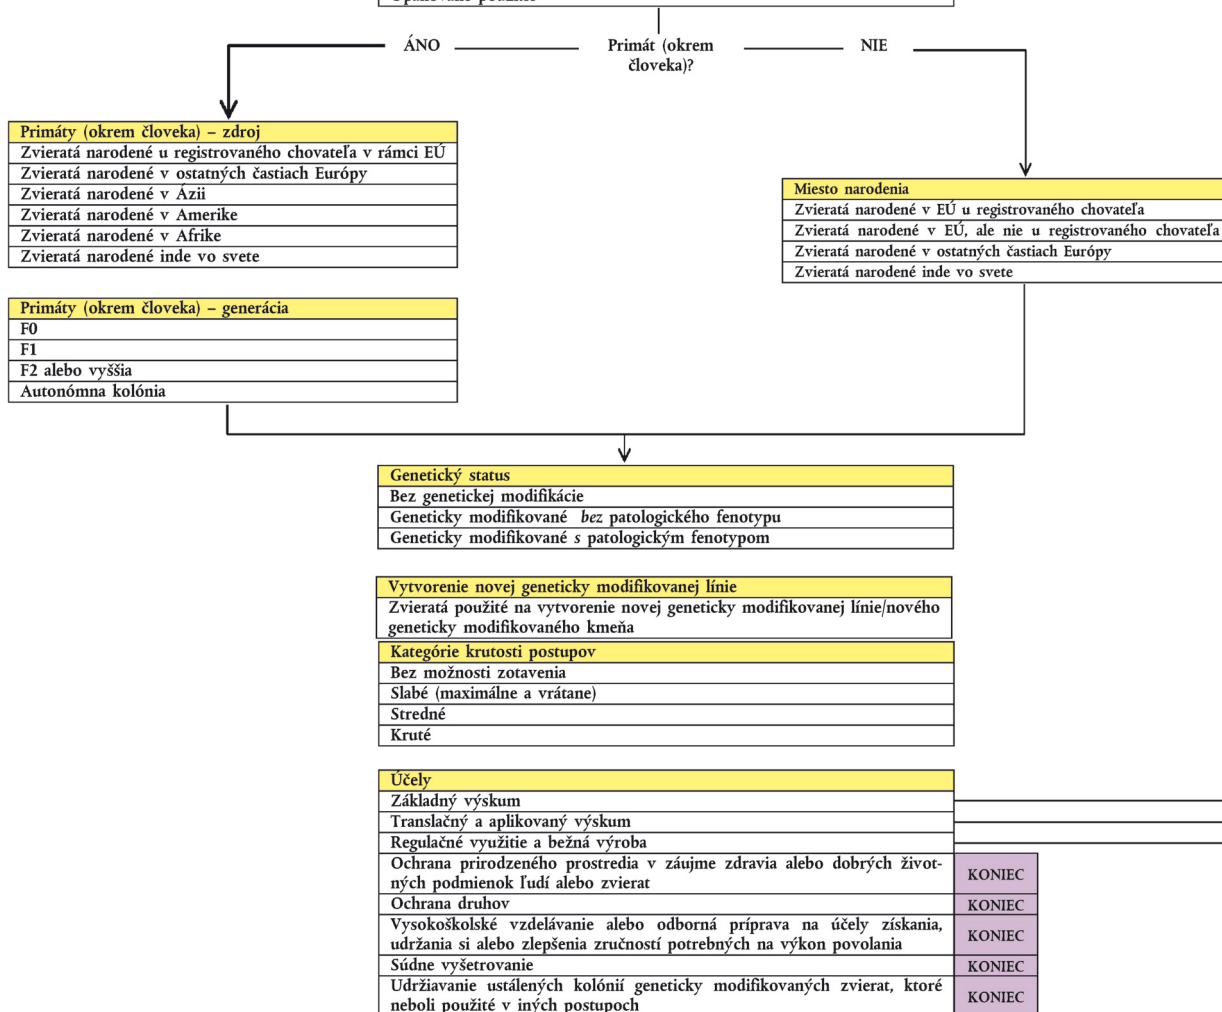 ÁNO
Primát (okrem
človeka)?
NIE
Primáty (okrem človeka) – zdroj
Zvieratá narodené u registrovaného chovateľa v rámci EÚ
Zvieratá narodené v ostatných častiach Európy
Zvieratá narodené v Ázii
Zvieratá narodené v Amerike
Zvieratá narodené v Afrike
Zvieratá narodené inde vo svete
Miesto narodenia
Zvieratá narodené v EÚ u registrovaného chovateľa
Zvieratá narodené v EÚ, ale nie u registrovaného chovateľa
Zvieratá narodené v ostatných častiach Európy
Zvieratá narodené inde vo svete
Primáty (okrem človeka) – generácia
F0
F1
F2 alebo vyššia
Autonómna kolónia
Genetický status
Bez genetickej modifikácie
Geneticky modifikované bez patologického fenotypu
Geneticky modifikované s patologickým fenotypom
Vytvorenie novej geneticky modifikovanej línie
Zvieratá použité na vytvorenie novej geneticky modifikovanej línie/nového
geneticky modifikovaného kmeňa
Kategórie krutosti postupov
Bez možnosti zotavenia
Slabé (maximálne a vrátane)
Stredné
Kruté
Účely
Základný výskum
Translačný a aplikovaný výskum
Regulačné využitie a bežná výroba
Ochrana prirodzeného prostredia v záujme zdravia alebo dobrých život-
ných podmienok ľudí alebo zvierat
KONIEC
Ochrana druhov
KONIEC
Vysokoškolské vzdelávanie alebo odborná príprava na účely získania,
udržania si alebo zlepšenia zručností potrebných na výkon povolania
KONIEC
Súdne vyšetrovanie
KONIEC
Udržiavanie ustálených kolónií geneticky modifikovaných zvierat, ktoré
neboli použité v iných postupoch
KONIEC